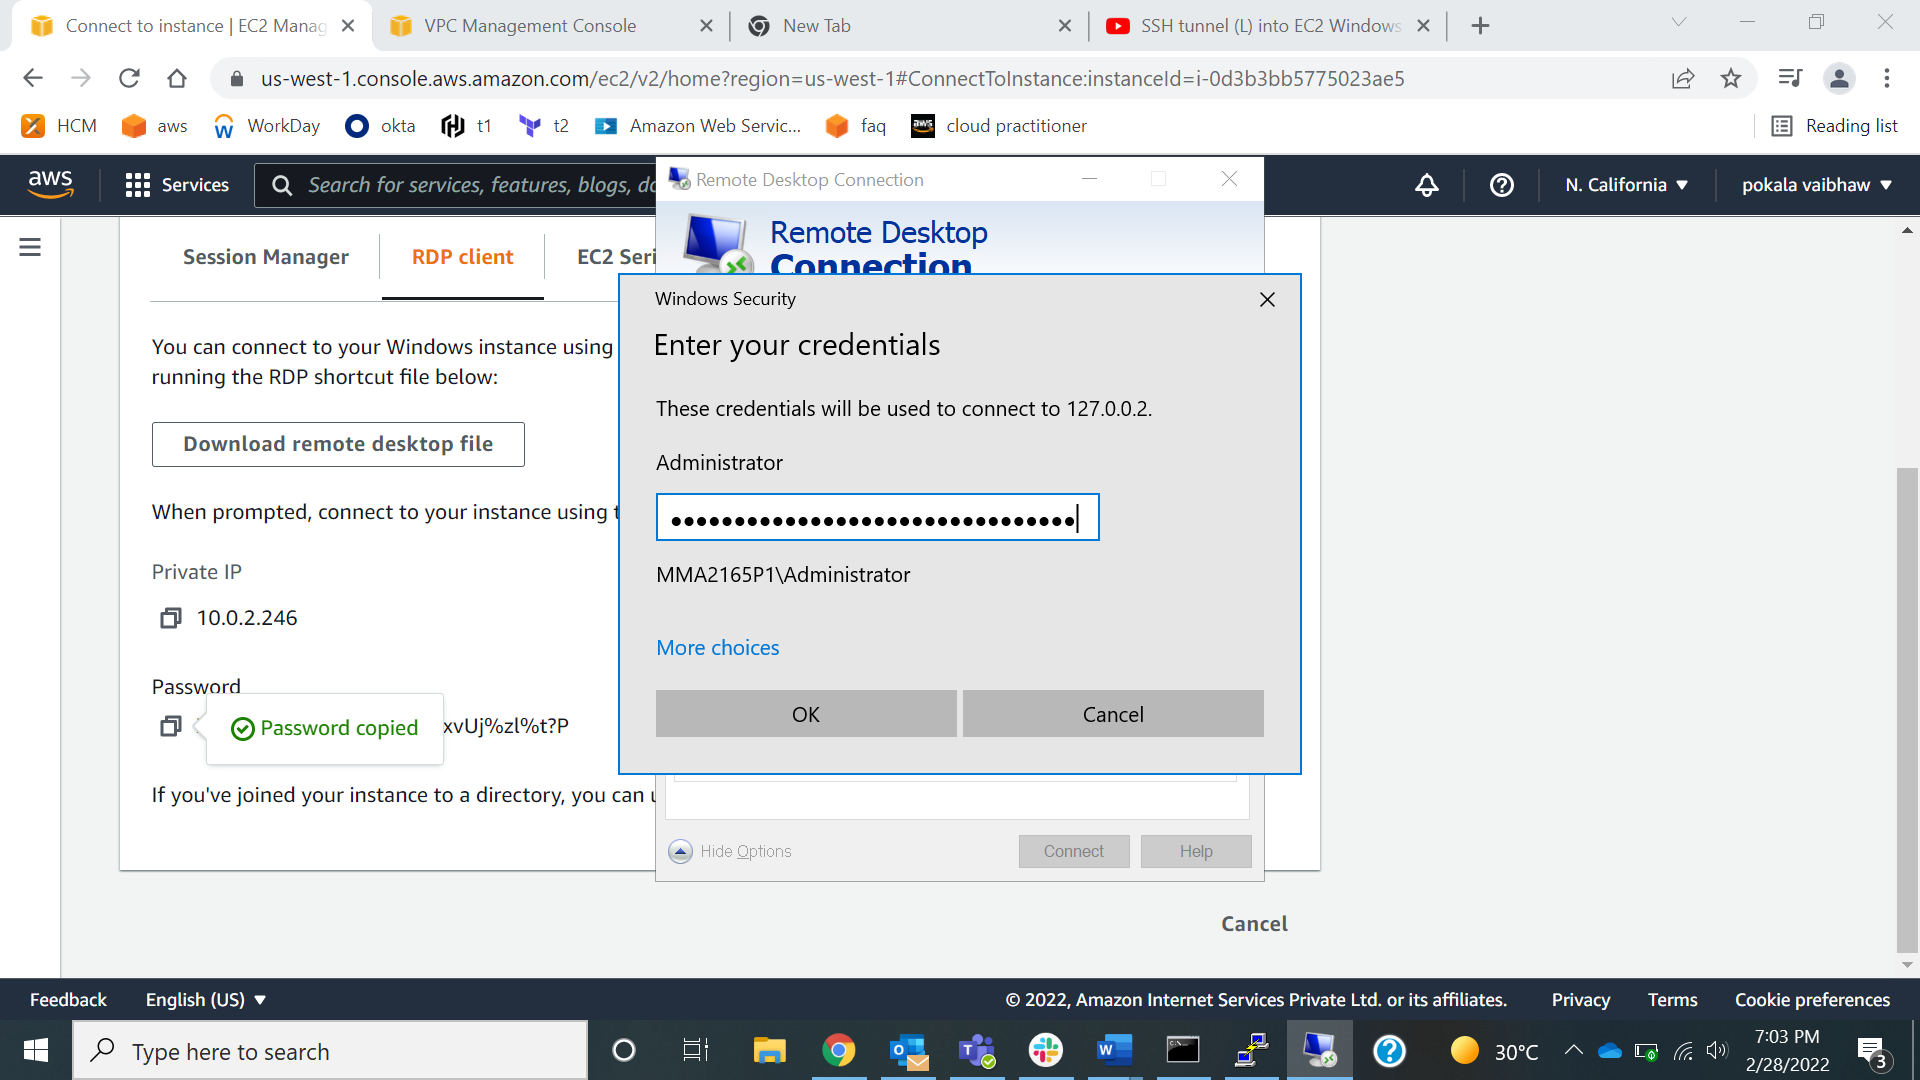 Connect to instance | EC2 Manag
VPC Management Console
New Tab
SSH tunnel (L) into EC2 Windows
us-west-1.console.aws.amazon.com/ec2/v2/home?region=us-west-1#ConnectToInstance:instanceId=i-0d3b3bb5775023ae5
HCM
aws
WorkDay
okta
t1
t2
Amazon Web Servic...
faq
cloud practitioner
Reading list
aws
Services
Search for services, features, blogs, do
N. California
pokala vaibhaw
Remote Desktop Connection
Remote Desktop
Connection
Session Manager
RDP client
EC2 Seri
You can connect to your Windows instance using
running the RDP shortcut file below:
Download remote desktop file
When prompted, connect to your instance using t
Private IP
10.0.2.246
Password
Password copied
xvUj%zl%t?P
If you've joined your instance to a directory, you can u
Windows Security
Enter your credentials
These credentials will be used to connect to 127.0.0.2.
Administrator
MMA2165P1\Administrator
More choices
OK
Cancel
Hide Options
Connect
Help
Cancel
Feedback
English (US)
© 2022, Amazon Internet Services Private Ltd. or its affiliates.
Privacy
Terms
Cookie preferences
Type here to search
30°C
7:03 PM
2/28/2022
3